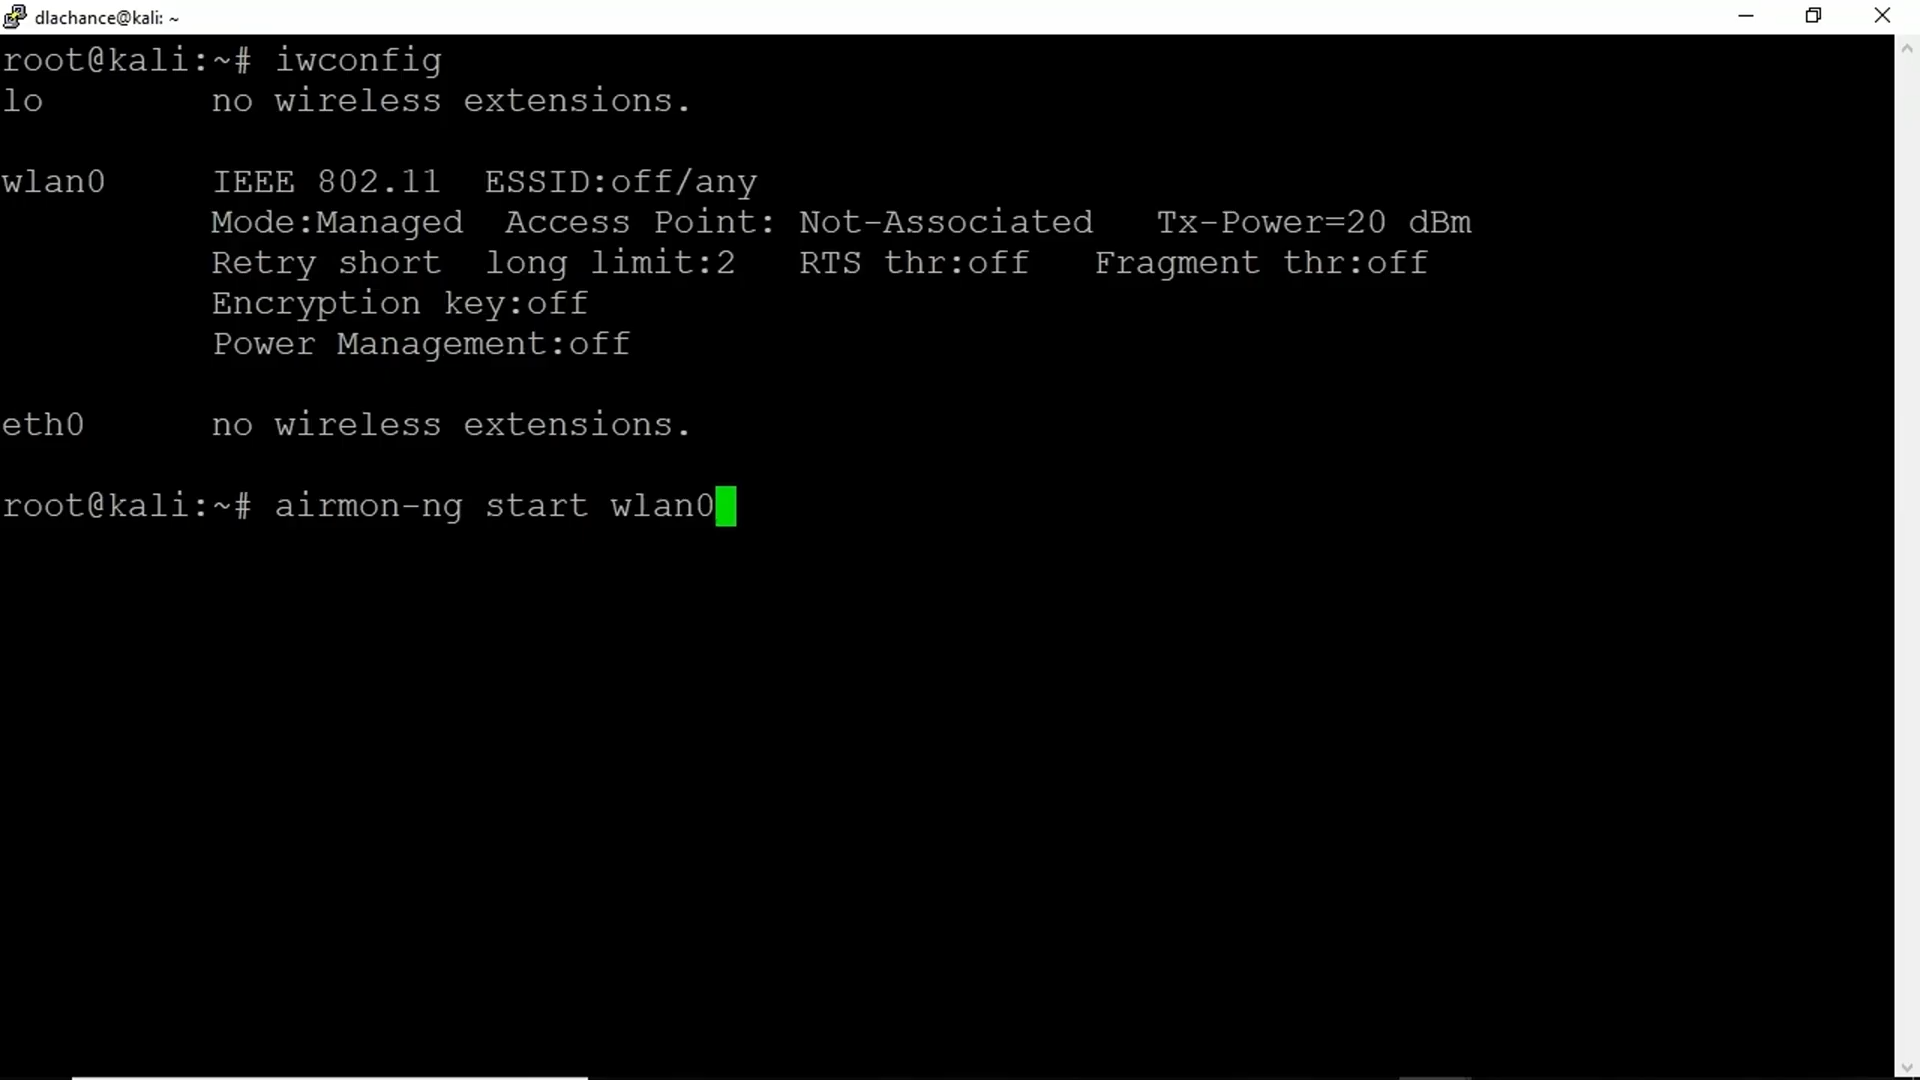 dlachance@kali: ~
root@kali:~# iwconfig
lo        no wireless extensions.
wlan0     IEEE 802.11  ESSID:off/any
          Mode:Managed  Access Point: Not-Associated   Tx-Power=20 dBm
          Retry short  long limit:2   RTS thr:off   Fragment thr:off
          Encryption key:off
          Power Management:off
eth0      no wireless extensions.
root@kali:~# airmon-ng start wlan0